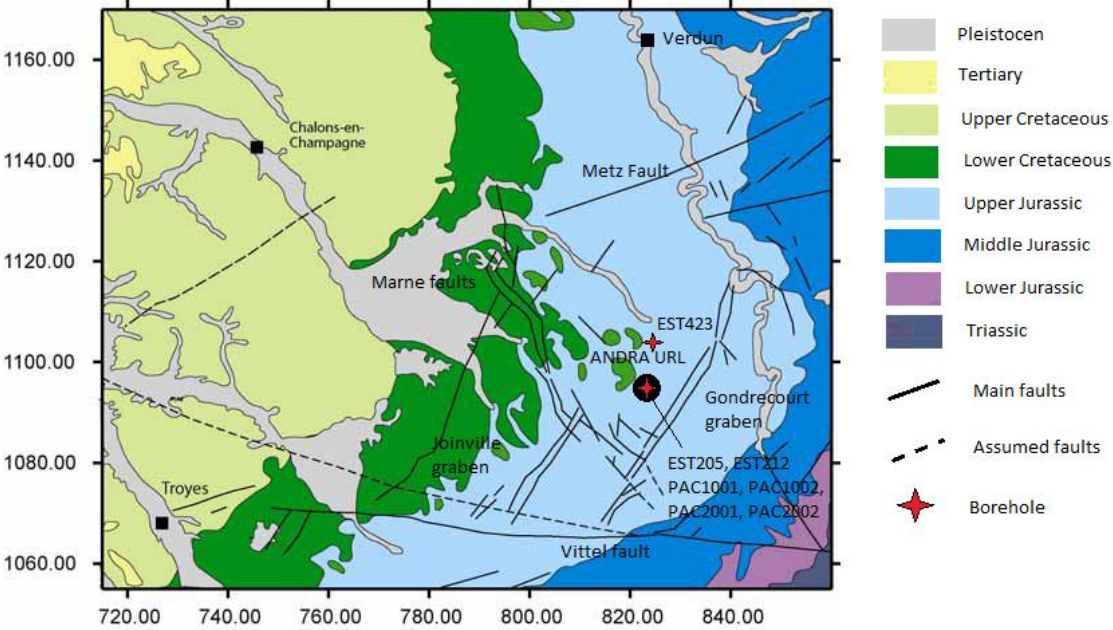 1160.00
1140.00
1120.00
1100.00
1080.00
1060.00
720.00
740.00
760.00
780.00
800.00
820.00
840.00
Verdun
Chalons-en-
Champagne
Metz Fault
Marne faults
EST423
ANDRA URL
Gondrecourt
graben
Joinville
graben
EST205, EST212
PAC1001, PAC1002,
PAC2001, PAC2002
Troyes
Vittel fault
Pleistocen
Tertiary
Upper Cretaceous
Lower Cretaceous
Upper Jurassic
Middle Jurassic
Lower Jurassic
Triassic
Main faults
Assumed faults
Borehole